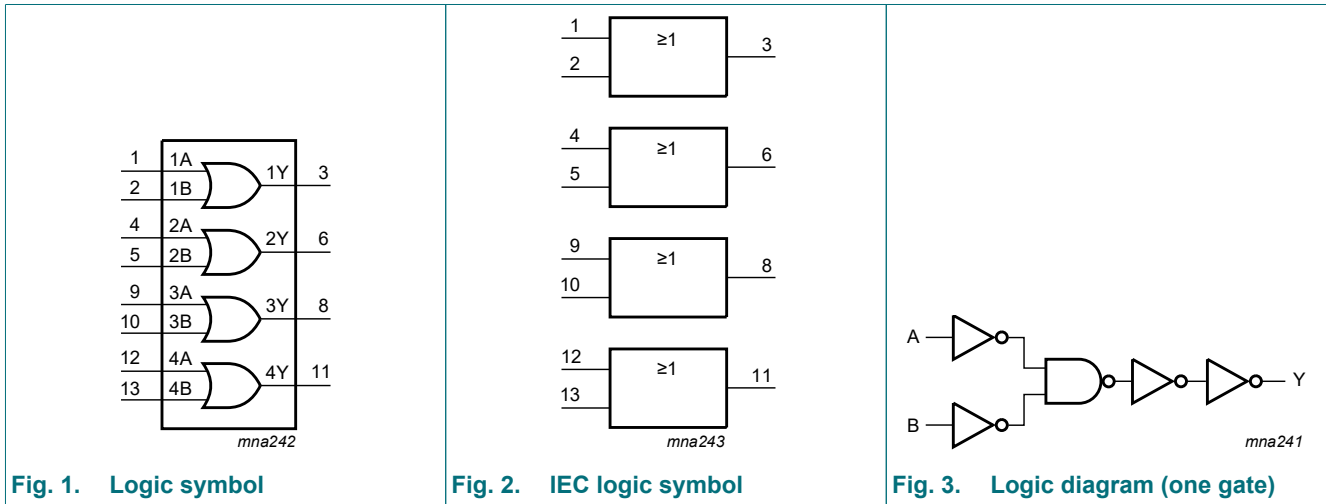 1 1A 1Y 3
2 1B
4 2A 2Y 6
5 2B
9 3A 3Y 8
10 3B
12 4A 4Y 11
13 4B
mna242
Fig. 1. Logic symbol
1 ≥1 3
2
4 ≥1 6
5
9 ≥1 8
10
12 ≥1 11
13
mna243
Fig. 2. IEC logic symbol
A
Y
B
mna241
Fig. 3. Logic diagram (one gate)